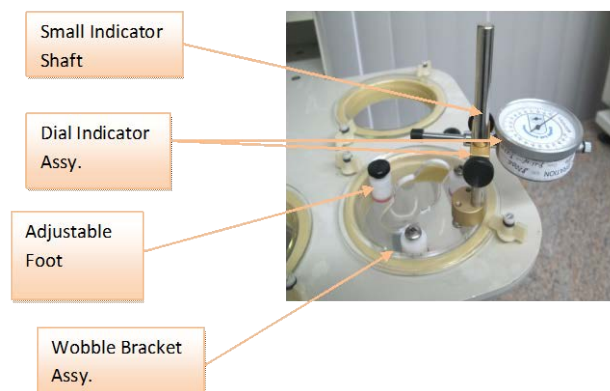 Small Indicator
Shaft
Dial Indicator
Assy.
Adjustable
Foot
Wobble Bracket
Assy.